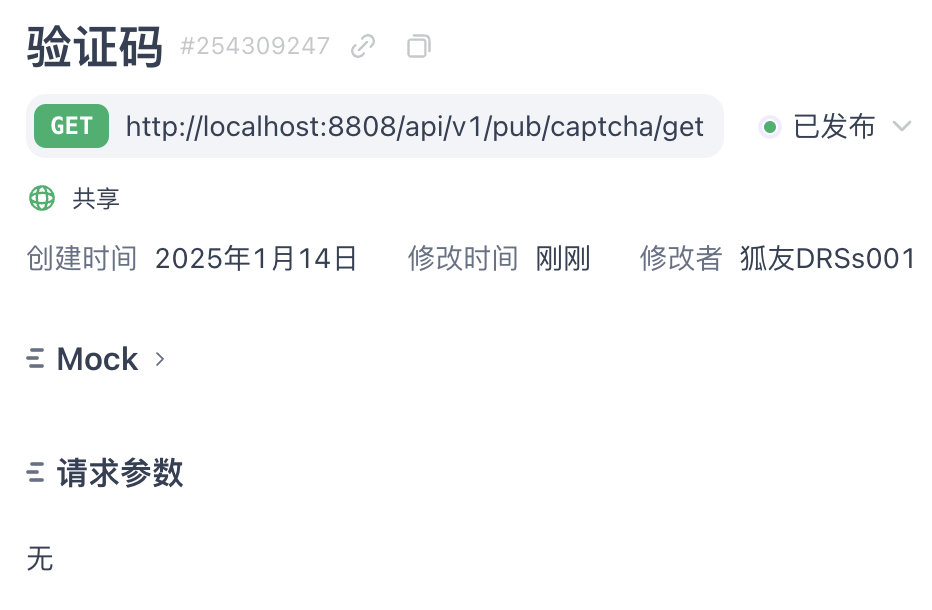 验证码 #254309247
GET http://localhost:8808/api/v1/pub/captcha/get 已发布
共享
创建时间 2025年1月14日 修改时间 刚刚 修改者 狐友DRSs001
Mock
请求参数
无